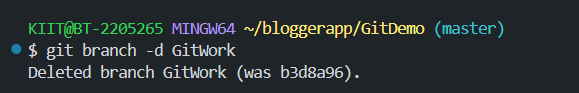 KIIT@BT-2205265 MINGW64 ~/bloggerapp/GitDemo (master)
$ git branch -d GitWork
Deleted branch GitWork (was b3d8a96).